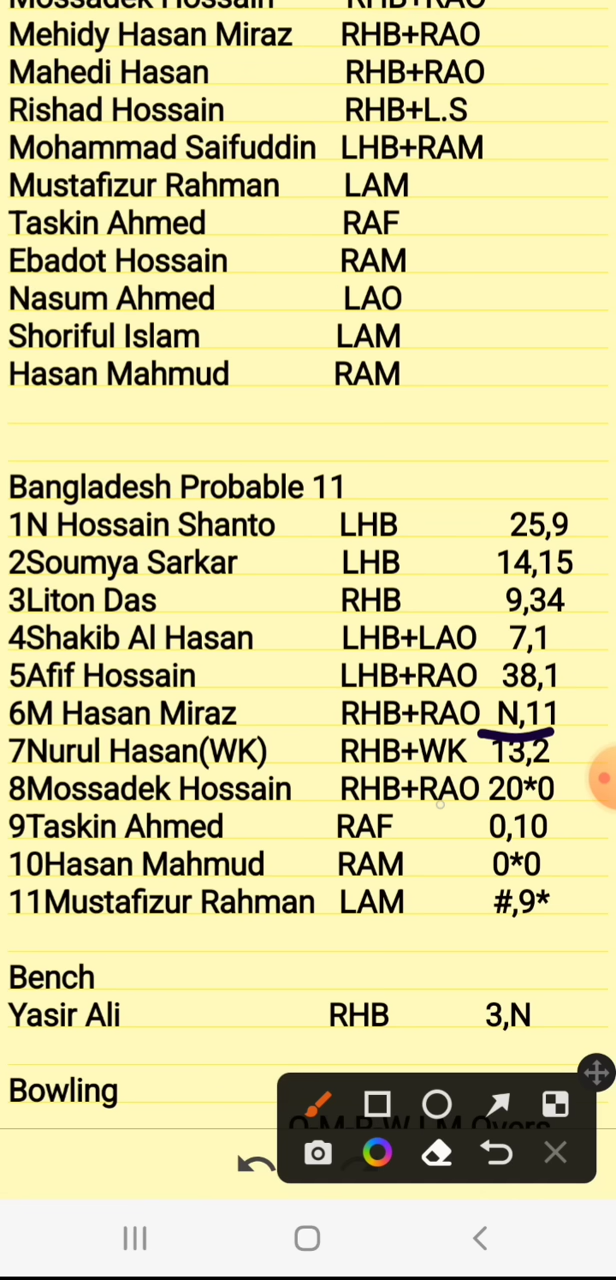 Mossadek Hossain RHB+RAO
Mehidy Hasan Miraz RHB+RAO
Mahedi Hasan RHB+RAO
Rishad Hossain RHB+L.S
Mohammad Saifuddin LHB+RAM
Mustafizur Rahman LAM
Taskin Ahmed RAF
Ebadot Hossain RAM
Nasum Ahmed LAO
Shoriful Islam LAM
Hasan Mahmud RAM
Bangladesh Probable 11
1N Hossain Shanto LHB 25,9
2Soumya Sarkar LHB 14,15
3Liton Das RHB 9,34
4Shakib Al Hasan LHB+LAO 7,1
5Afif Hossain LHB+RAO 38,1
6M Hasan Miraz RHB+RAO N,11
7Nurul Hasan(WK) RHB+WK 13,2
8Mossadek Hossain RHB+RAO 20*0
9Taskin Ahmed RAF 0,10
10Hasan Mahmud RAM 0*0
11Mustafizur Rahman LAM #,9*
Bench
Yasir Ali RHB 3,N
Bowling